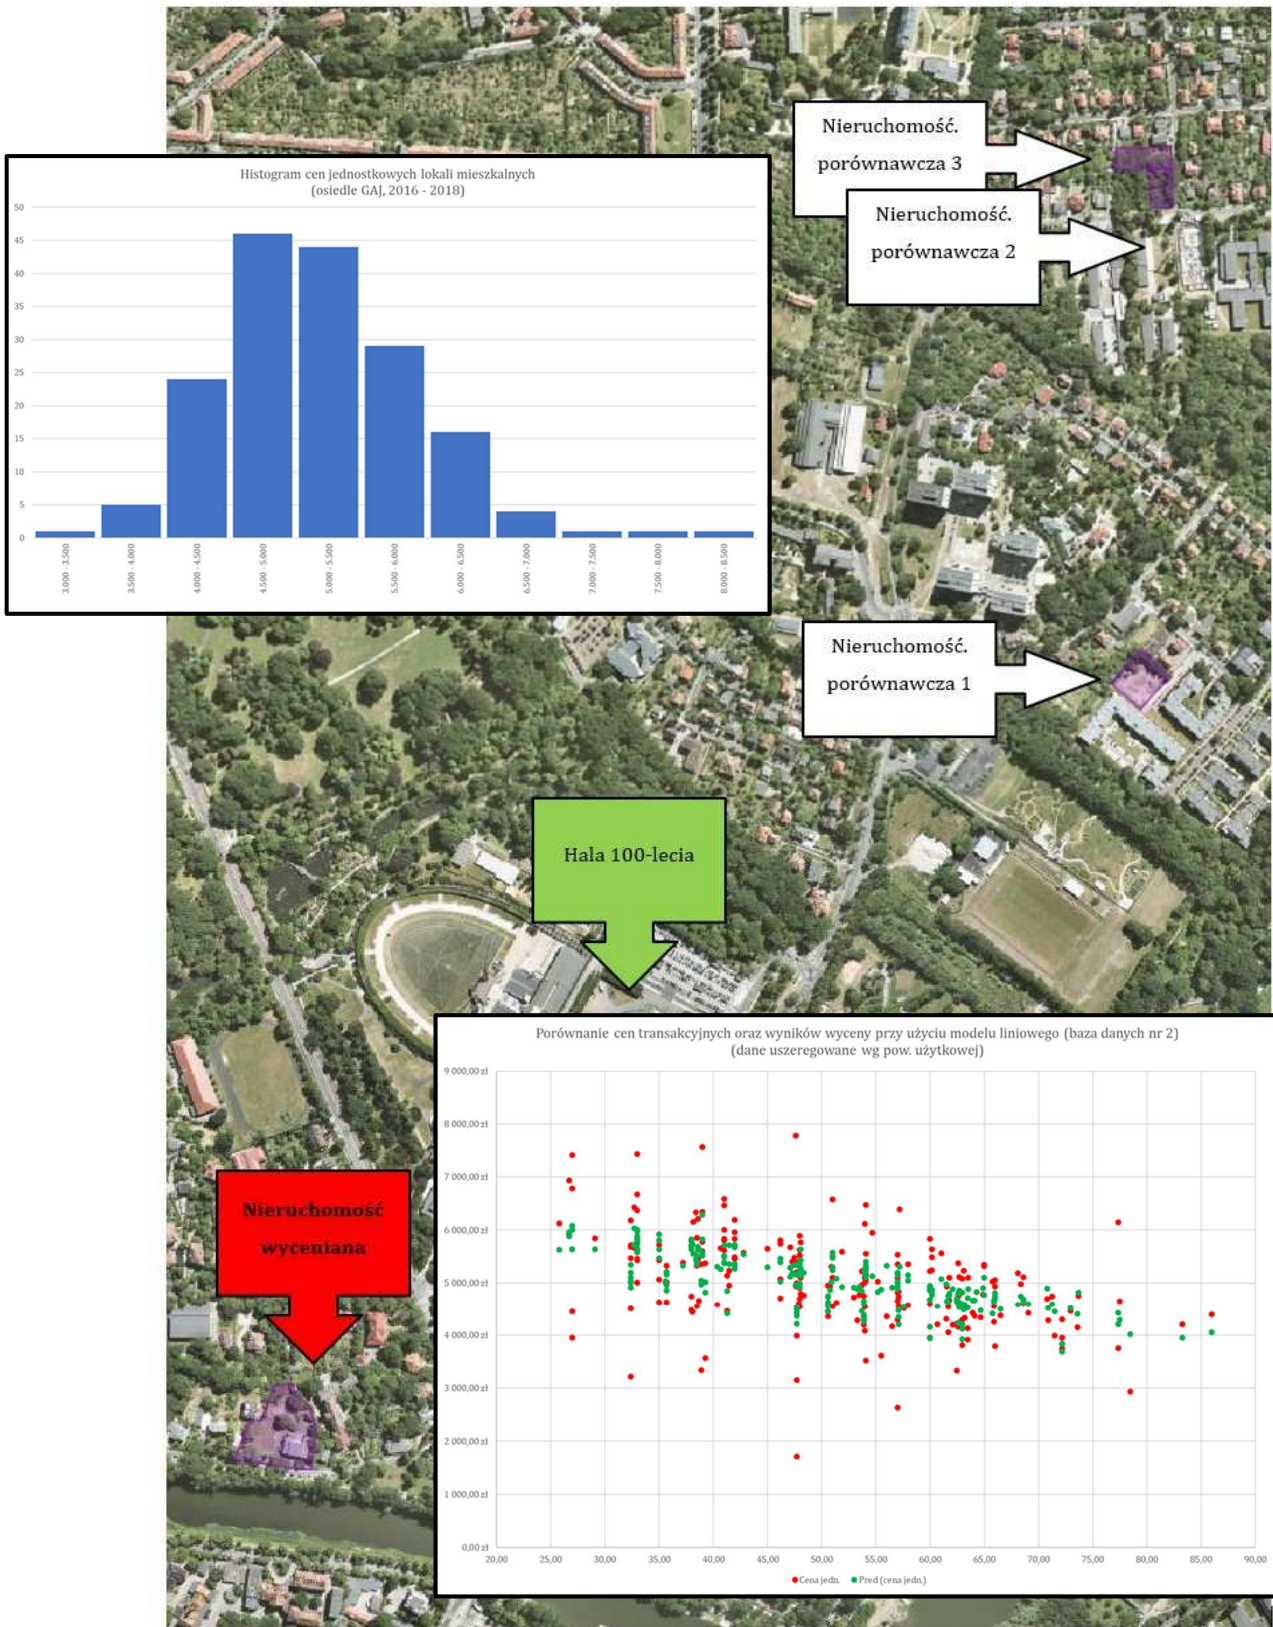 Nieruchomość.
porównawcza 3
Nieruchomość.
porównawcza 2
Histogram cen jednostkowych lokali mieszkalnych
(osiedle GAJ, 2016 - 2018)
50
45
40
35
30
25
20
15
10
5
0
3.000 - 3.500
3.500 - 4.000
4.000 - 4.500
4.500 - 5.000
5.000 - 5.500
5.500 - 6.000
6.000 - 6.500
6.500 - 7.000
7.000 - 7.500
7.500 - 8.000
8.000 - 8.500
Nieruchomość.
porównawcza 1
Hala 100-lecia
Nieruchomość
wyceniana
Porównanie cen transakcyjnych oraz wyników wyceny przy użyciu modelu liniowego (baza danych nr 2)
(dane uszeregowane wg pow. użytkowej)
9 000,00 zł
8 000,00 zł
7 000,00 zł
6 000,00 zł
5 000,00 zł
4 000,00 zł
3 000,00 zł
2 000,00 zł
1 000,00 zł
0,00 zł
20,00 25,00 30,00 35,00 40,00 45,00 50,00 55,00 60,00 65,00 70,00 75,00 80,00 85,00 90,00
Cena jedn. Pred (cena jedn.)